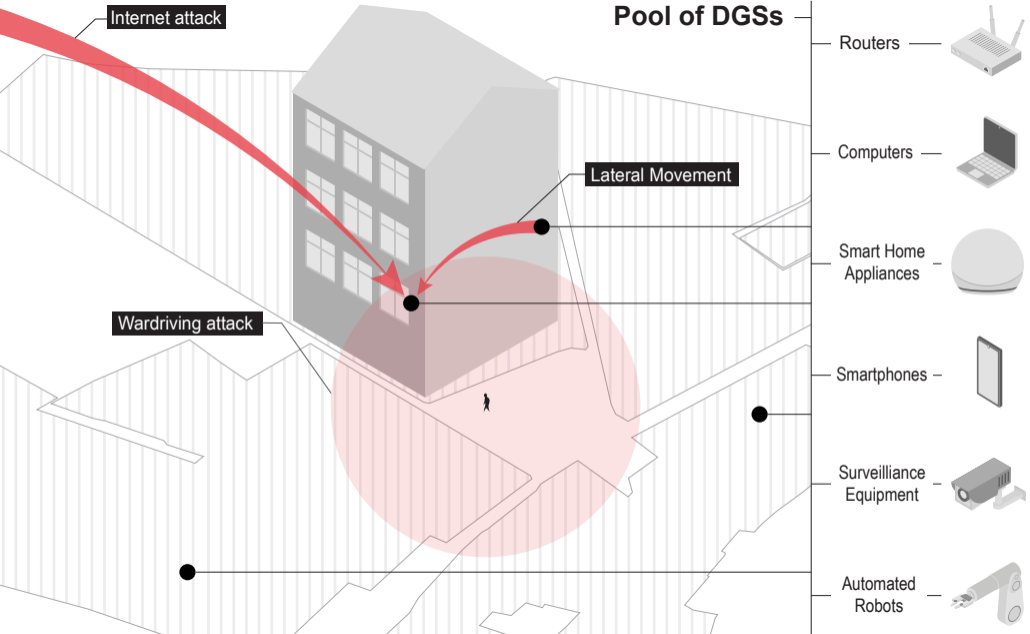 Internet attack
Pool of DGSs
Routers
Computers
Lateral Movement
Smart Home
Appliances
Wardriving attack
Smartphones
Surveilliance
Equipment
Automated
Robots